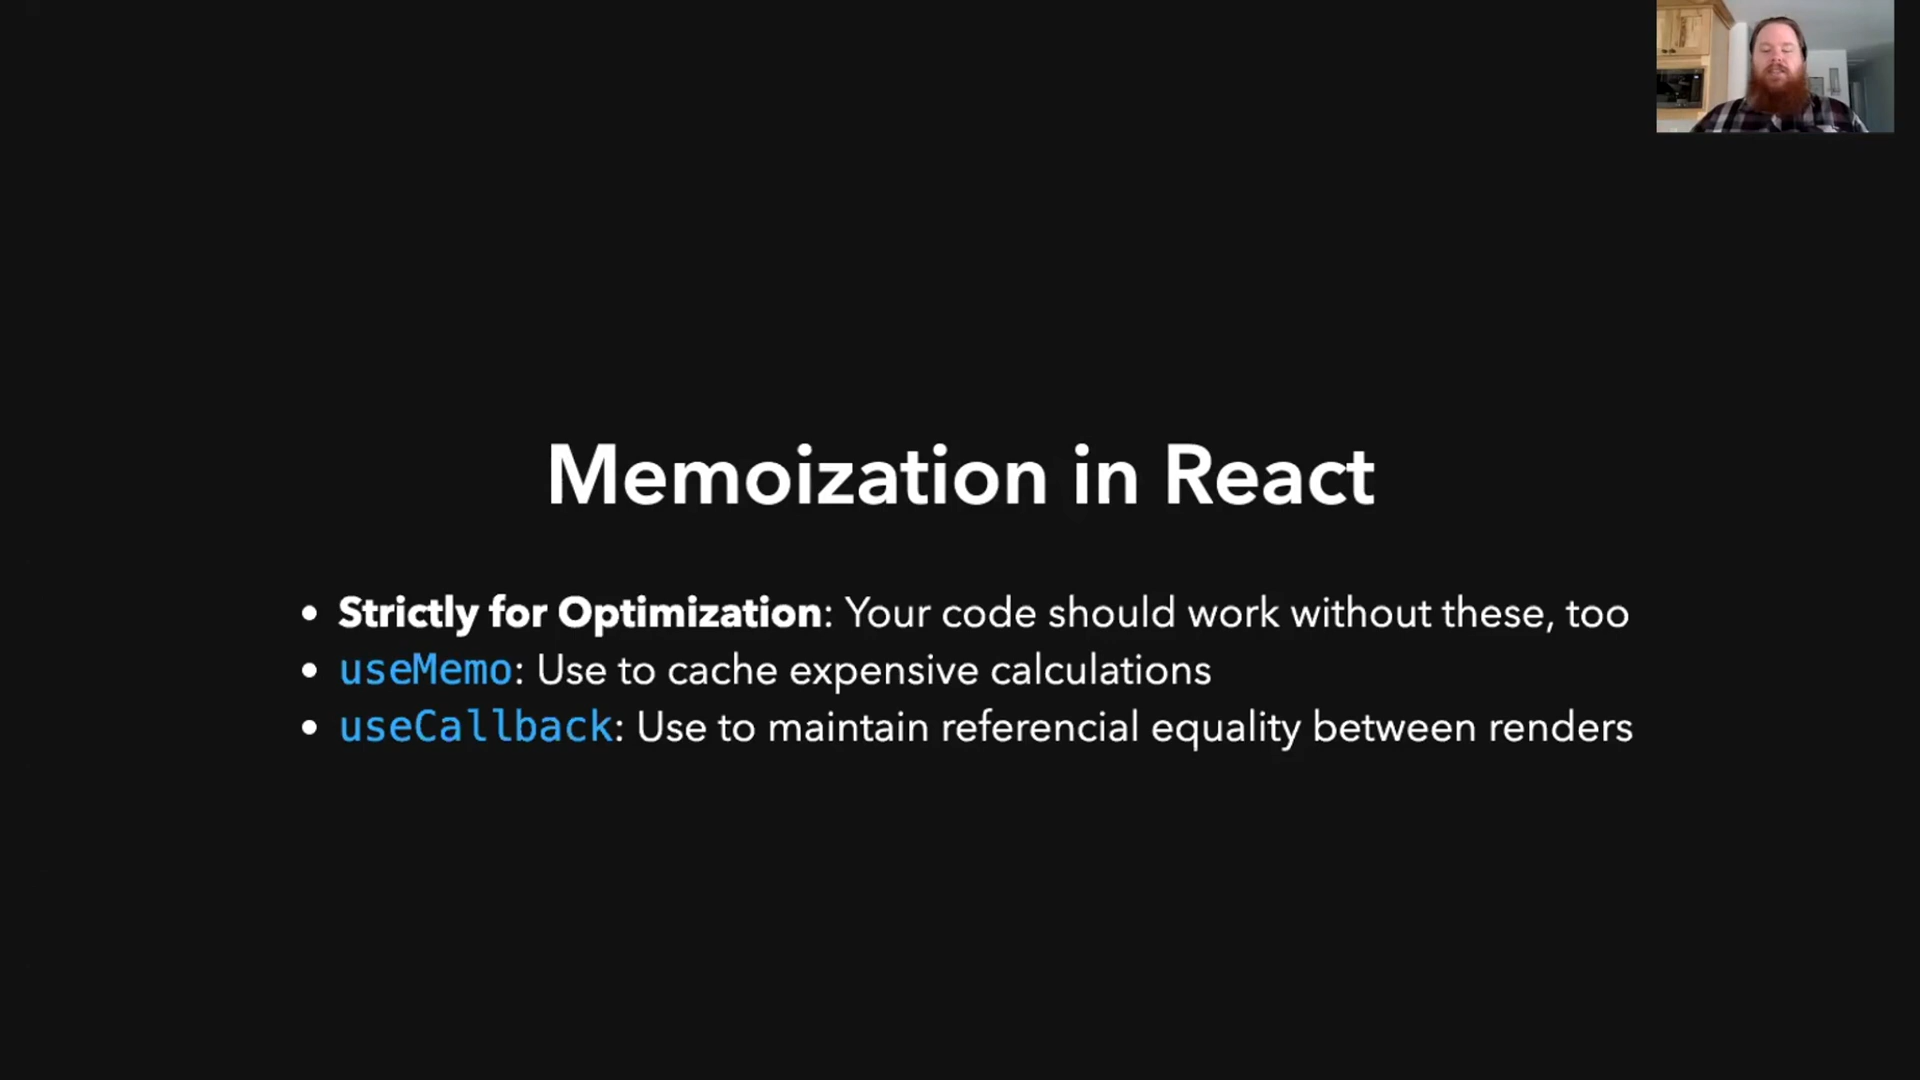 Memoization in React
• Strictly for Optimization: Your code should work without these, too
• useMemo: Use to cache expensive calculations
• useCallback: Use to maintain referencial equality between renders